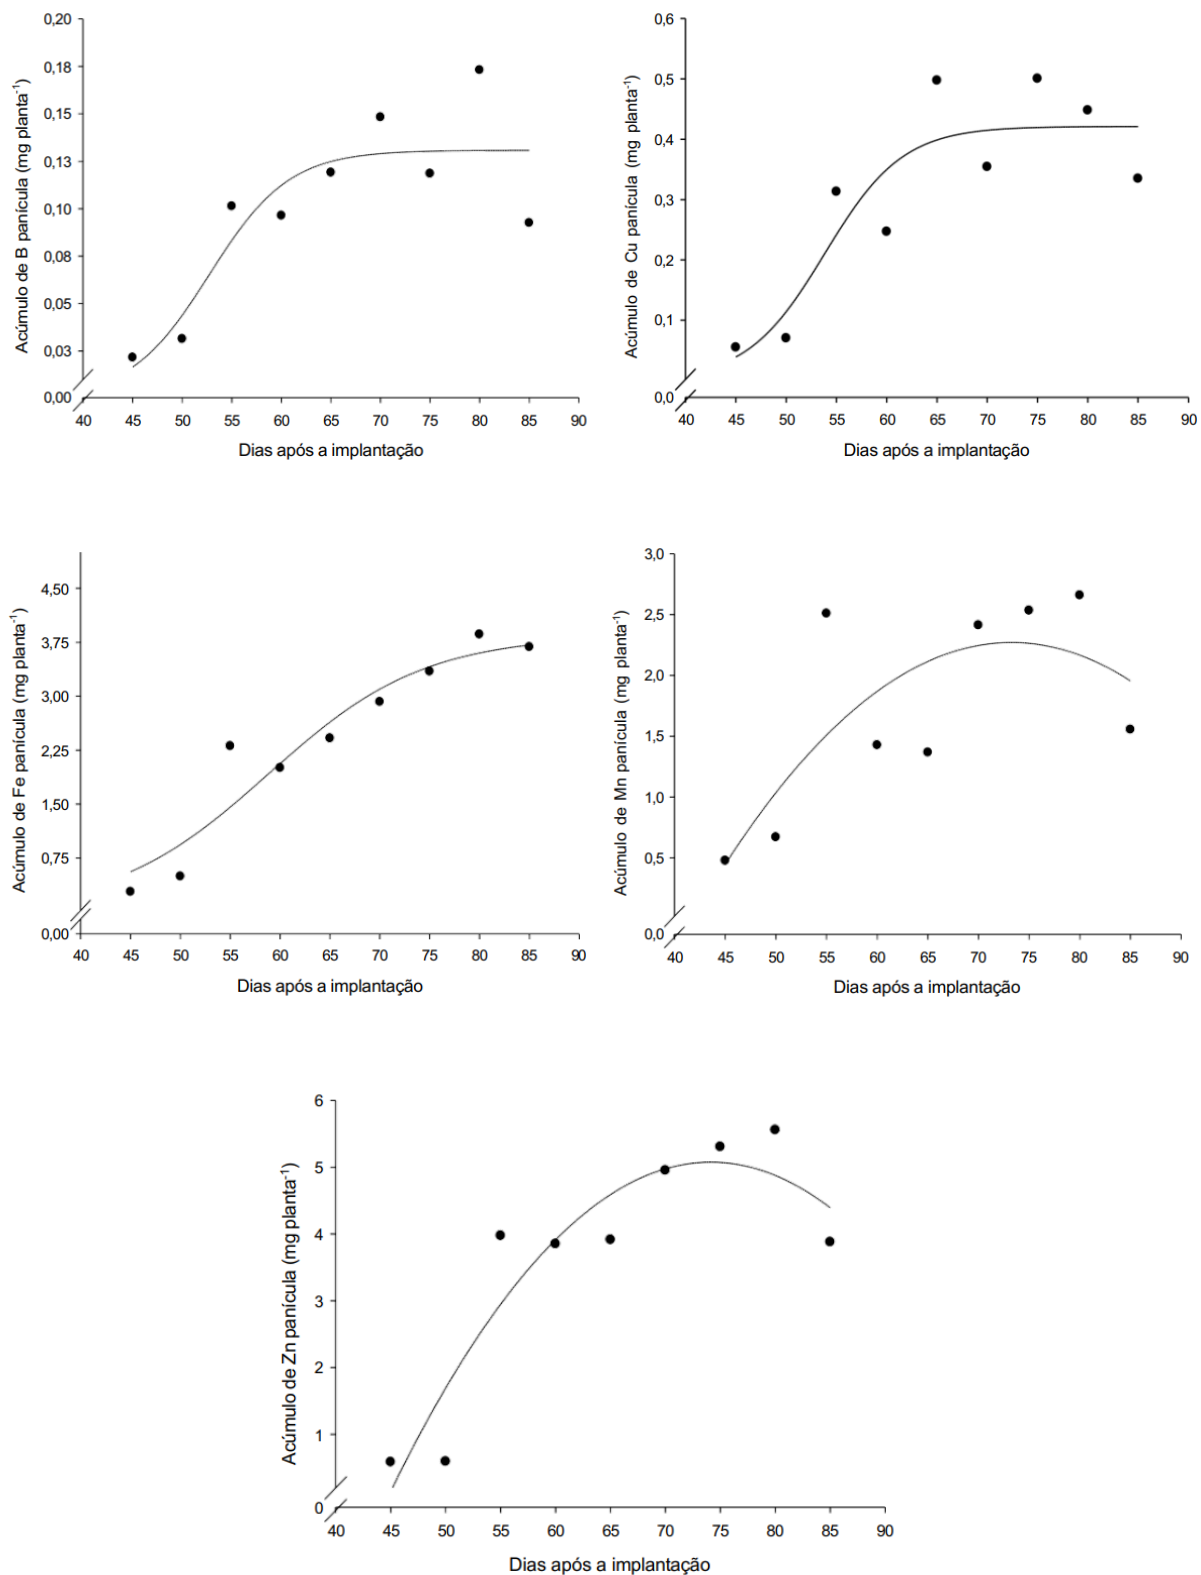 Acúmulo de B panícula (mg planta⁻¹)
0,20
0,18
0,15
0,13
0,10
0,08
0,05
0,03
0,00
40 45 50 55 60 65 70 75 80 85 90
Dias após a implantação
Acúmulo de Cu panícula (mg planta⁻¹)
0,6
0,5
0,4
0,3
0,2
0,1
0,0
40 45 50 55 60 65 70 75 80 85 90
Dias após a implantação
Acúmulo de Fe panícula (mg planta⁻¹)
4,50
3,75
3,00
2,25
1,50
0,75
0,00
40 45 50 55 60 65 70 75 80 85 90
Dias após a implantação
Acúmulo de Mn panícula (mg planta⁻¹)
3,0
2,5
2,0
1,5
1,0
0,5
0,0
40 45 50 55 60 65 70 75 80 85 90
Dias após a implantação
Acúmulo de Zn panícula (mg planta⁻¹)
6
5
4
3
2
1
0
40 45 50 55 60 65 70 75 80 85 90
Dias após a implantação